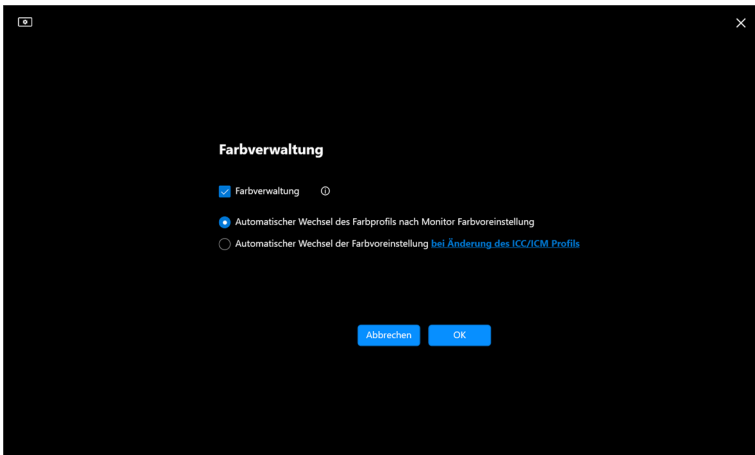 Farbverwaltung
Farbverwaltung
Automatischer Wechsel des Farbprofils nach Monitor Farbvoreinstellung
Automatischer Wechsel der Farbvoreinstellung bei Änderung des ICC/ICM Profils
Abbrechen OK